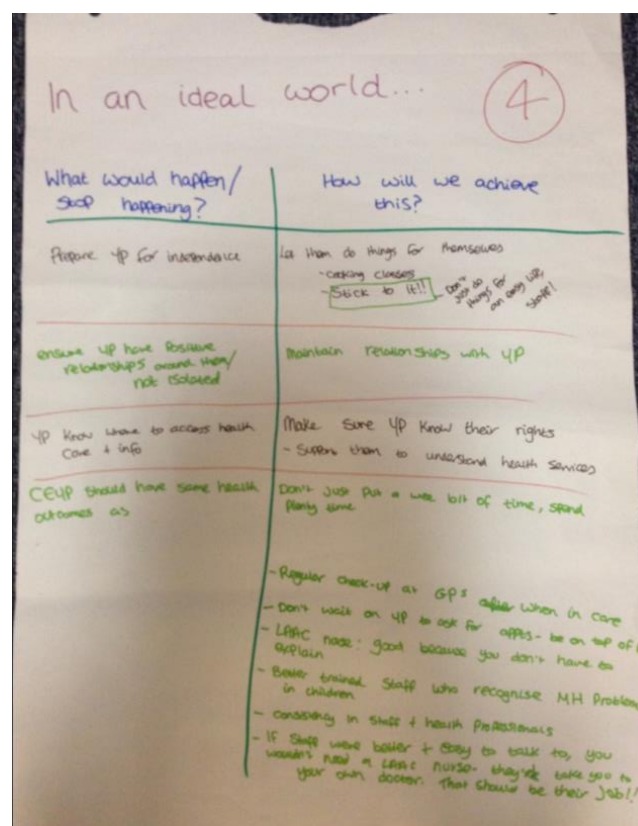 In an ideal world...
4
What would happen/
Stop happening?
How will we achieve
this?
Prepare YP for independence
Let them do things for themselves
- cooking classes
- Stick to it!!
- Don't
just do
things for
an easy life,
staff!
ensure YP have positive
relationships around them/
not isolated
Maintain relationships with YP
YP know where to access health
care + info
Make sure YP know their rights
- Support them to understand health services
CEYP should have same health
outcomes as
Don't just put a wee bit of time, spend
plenty time
- Regular check-up at GPs when in care
- Don't wait on YP to ask for appts - be on top of
- LAAC nurse: good because you don't have to
explain
- Better trained staff who recognise MH Problem
in children
- consistency in staff + health professionals
- If staff were better + easy to talk to, you
wouldn't need a LAAC nurse - they'd take you to
your own doctor. That should be their job!!